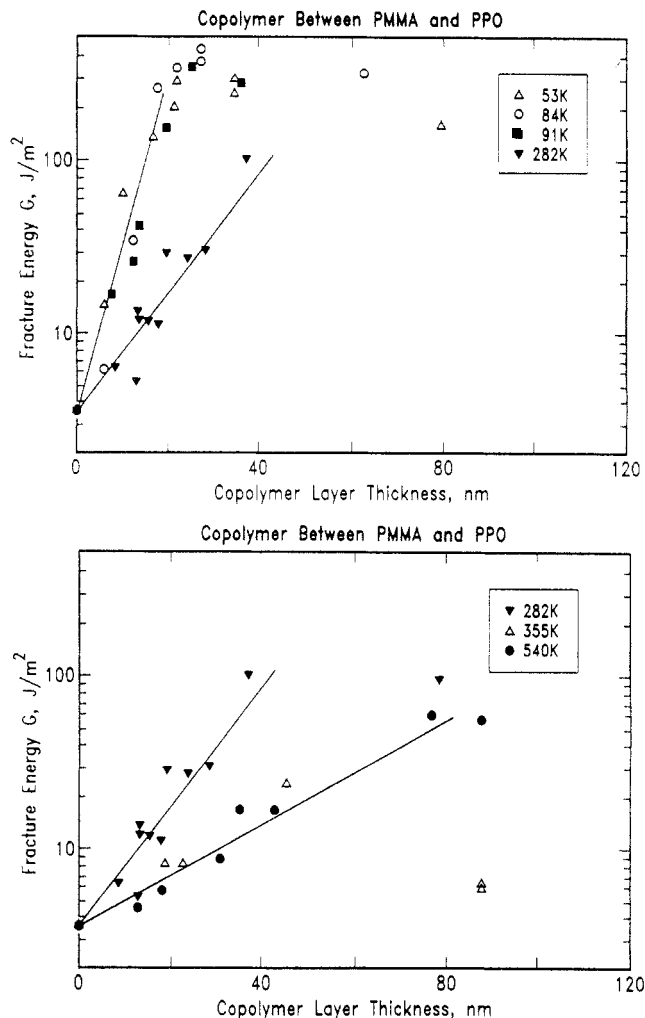 Copolymer Between PMMA and PPO
Fracture Energy G, J/m²
100
10
53K
84K
91K
282K
0
40
80
120
Copolymer Layer Thickness, nm
Copolymer Between PMMA and PPO
Fracture Energy G, J/m²
100
10
282K
355K
540K
0
40
80
120
Copolymer Layer Thickness, nm